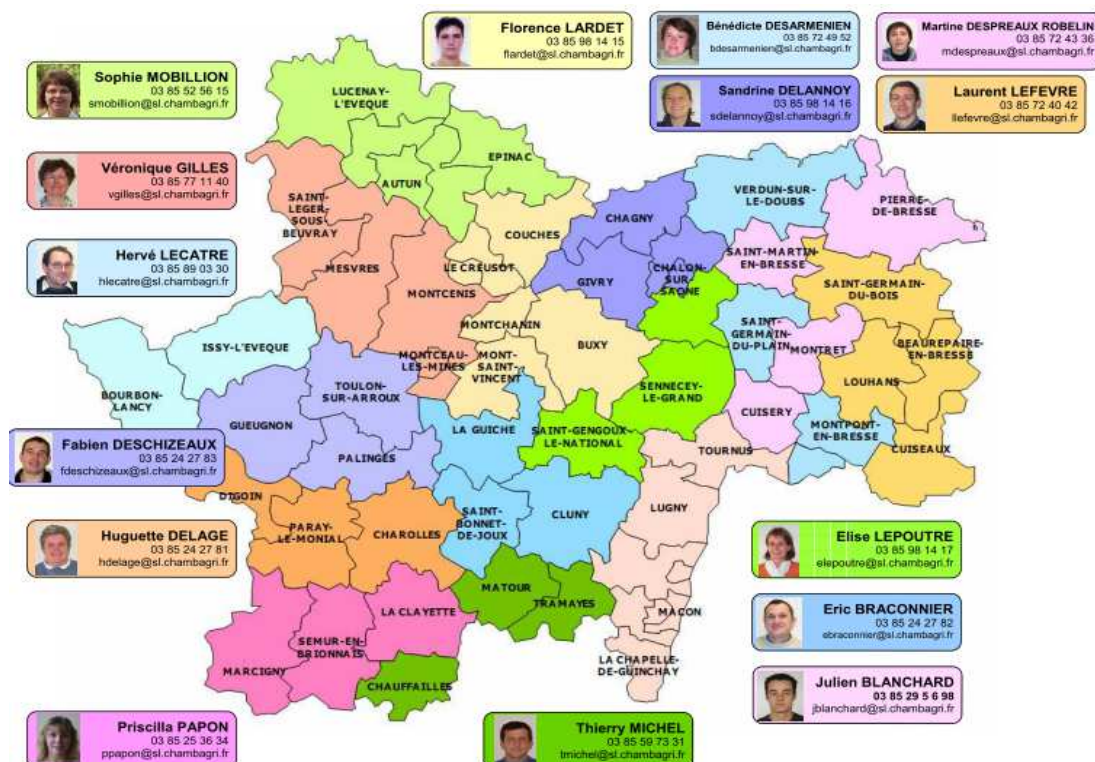 Florence LARDET
03 85 98 14 15
flardet@sl.chambagri.fr
Bénédicte DESARMENIEN
03 85 72 49 52
bdesarmenien@sl.chambagri.fr
Martine DESPREAUX ROBELIN
03 85 72 43 36
mdespreaux@sl.chambagri.fr
Sophie MOBILLION
03 85 52 56 15
smobillion@sl.chambagri.fr
Sandrine DELANNOY
03 85 98 14 16
sdelannoy@sl.chambagri.fr
Laurent LEFEVRE
03 85 72 40 42
llefevre@sl.chambagri.fr
Véronique GILLES
03 85 77 11 40
vgilles@sl.chambagri.fr
Hervé LECATRE
03 85 89 03 30
hlecatre@sl.chambagri.fr
LUCENAY-
L'EVEQUE
EPINAC
AUTUN
SAINT-
LEGER-
SOUS-
BEUVRAY
MESVRES
COUCHES
LE CREUSOT
MONTCENIS
CHAGNY
GIVRY
CHALON-
SUR
SAONE
VERDUN-SUR-
LE-DOUBS
PIERRE-
DE-BRESSE
6
SAINT-MARTIN
EN-BRESSE
SAINT-GERMAIN-
DU-BOIS
SAINT-
GERMAIN-
DU-PLAIN
MONTRET
BEAUREPAIRE-
EN-BRESSE
LOUHANS
ISSY-L'EVEQUE
BOURBON-
LANCY
MONTCHANIN
MONTCEAU-
LES-MINES
MONT-
SAINT-
VINCENT
BUXY
SENNECEY-
LE-GRAND
CUISERY
MONTPONT-
EN-BRESSE
CUISEAUX
TOULON-
SUR-ARROUX
GUEUGNON
PALINGES
LA GUICHE
SAINT-GENGOUX-
LE-NATIONAL
TOURNUS
LUGNY
Fabien DESCHIZEAUX
03 85 24 27 83
fdeschizeaux@sl.chambagri.fr
DIGOIN
PARAY-
LE-MONIAL
CHAROLLES
SAINT-
BONNET-
DE-JOUX
CLUNY
Huguette DELAGE
03 85 24 27 81
hdelage@sl.chambagri.fr
Elise LEPOUTRE
03 85 98 14 17
elepoutre@sl.chambagri.fr
MATOUR
TRAMAYES
MACON
LA CLAYETTE
SEMUR-EN-
BRIONNAIS
MARCIGNY
CHAUFFAILLES
LA CHAPELLE-
DE-GUINCHAY
Eric BRACONNIER
03 85 24 27 82
ebraconnier@sl.chambagri.fr
Julien BLANCHARD
03 85 29 5 6 98
jblanchard@sl.chambagri.fr
Priscilla PAPON
03 85 25 36 34
ppapon@sl.chambagri.fr
Thierry MICHEL
03 85 59 73 31
tmichel@sl.chambagri.fr